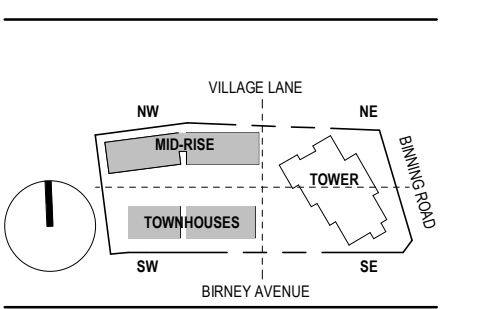 VILLAGE LANE
NW
NE
MID-RISE
BINNING ROAD
TOWER
TOWNHOUSES
SW
SE
BIRNEY AVENUE